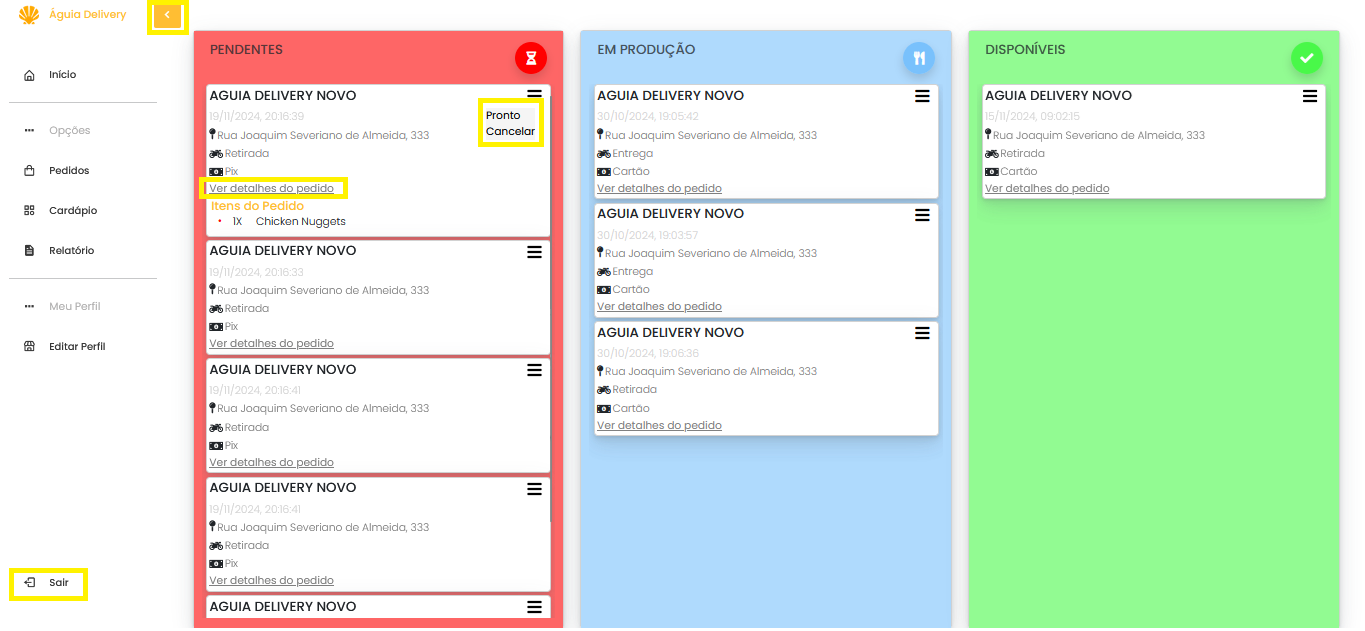 Águia Delivery
Início
Opções
Pedidos
Cardápio
Relatório
Meu Perfil
Editar Perfil
Sair
PENDENTES
AGUIA DELIVERY NOVO
19/11/2024, 20:16:39
Pronto
Cancelar
Rua Joaquim Severiano de Almeida, 333
Retirada
Pix
Ver detalhes do pedido
Itens do Pedido
1X Chicken Nuggets
AGUIA DELIVERY NOVO
19/11/2024, 20:16:33
Rua Joaquim Severiano de Almeida, 333
Retirada
Pix
Ver detalhes do pedido
AGUIA DELIVERY NOVO
19/11/2024, 20:16:41
Rua Joaquim Severiano de Almeida, 333
Retirada
Pix
Ver detalhes do pedido
AGUIA DELIVERY NOVO
19/11/2024, 20:16:41
Rua Joaquim Severiano de Almeida, 333
Retirada
Pix
Ver detalhes do pedido
AGUIA DELIVERY NOVO
EM PRODUÇÃO
AGUIA DELIVERY NOVO
30/10/2024, 19:05:42
Rua Joaquim Severiano de Almeida, 333
Entrega
Cartão
Ver detalhes do pedido
AGUIA DELIVERY NOVO
30/10/2024, 19:03:57
Rua Joaquim Severiano de Almeida, 333
Entrega
Cartão
Ver detalhes do pedido
AGUIA DELIVERY NOVO
30/10/2024, 19:06:36
Rua Joaquim Severiano de Almeida, 333
Retirada
Cartão
Ver detalhes do pedido
DISPONÍVEIS
AGUIA DELIVERY NOVO
15/11/2024, 09:02:15
Rua Joaquim Severiano de Almeida, 333
Retirada
Cartão
Ver detalhes do pedido